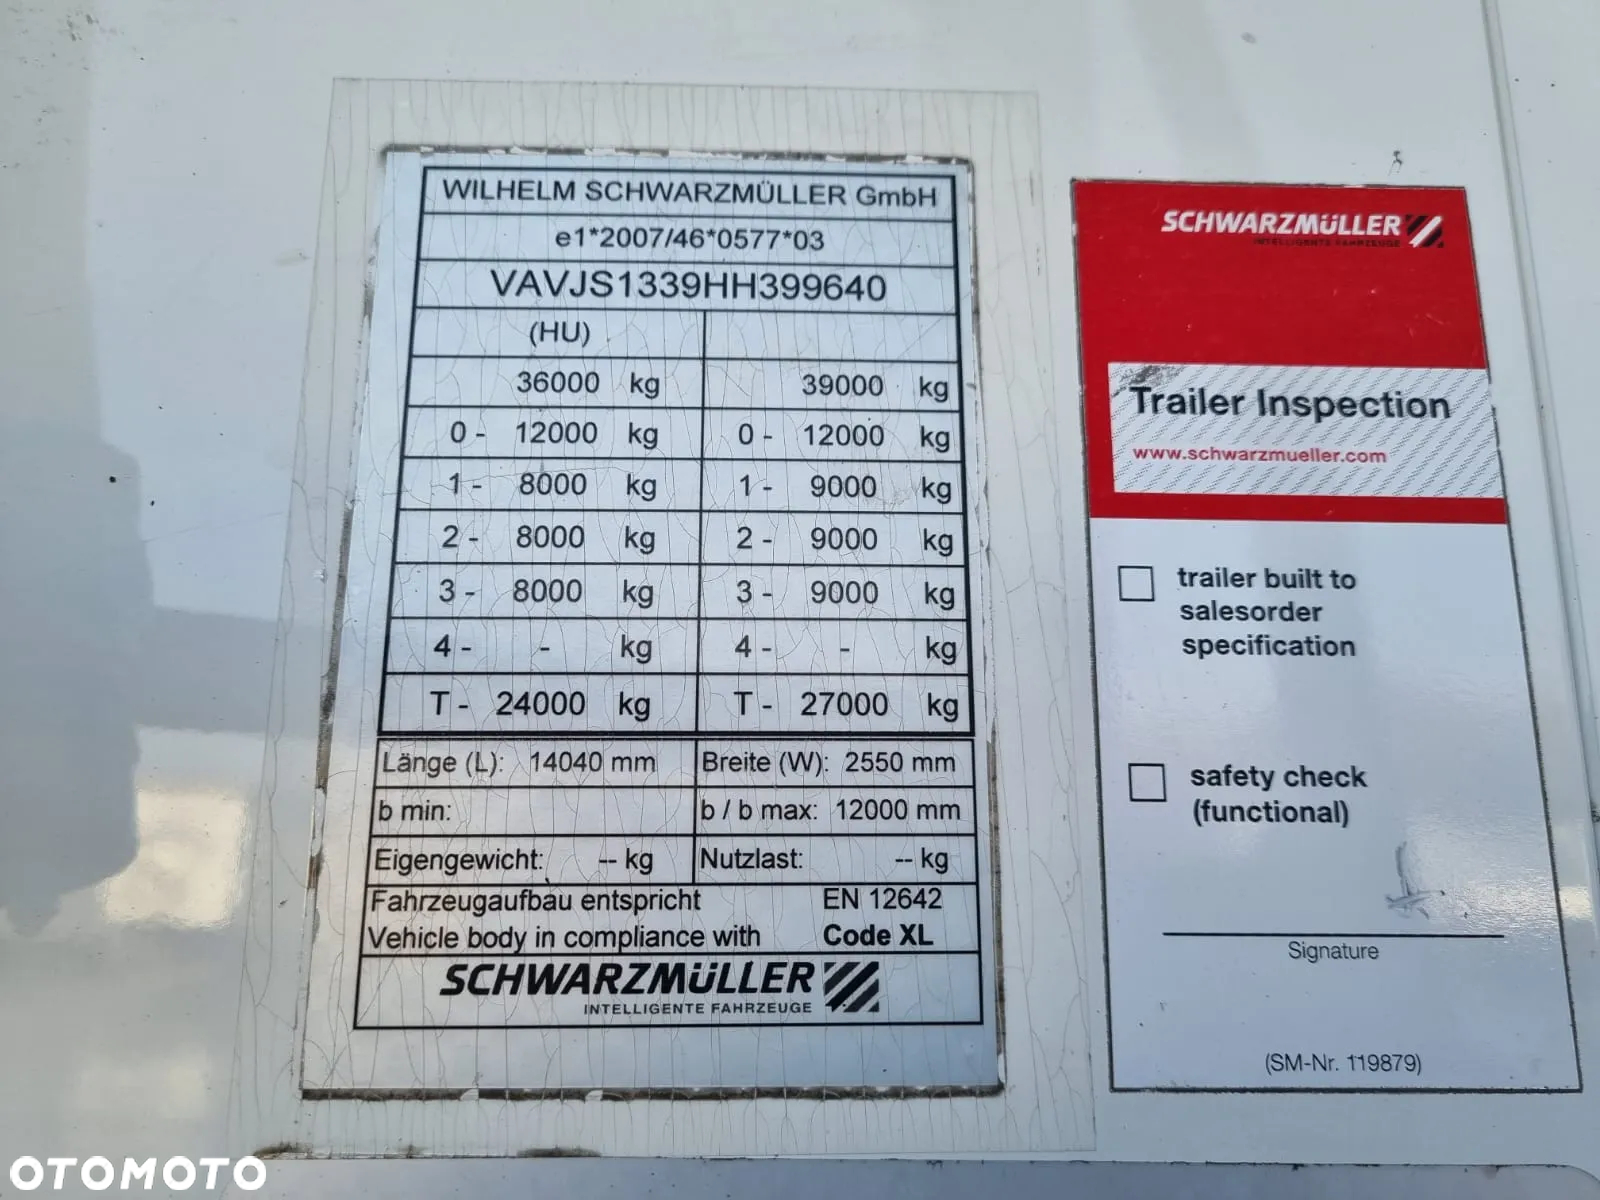 WILHELM SCHWARZMÜLLER GmbH
e1*2007/46*0577*03
VAVJS1339HH399640
(HU)
36000 kg 39000 kg
0 - 12000 kg 0 - 12000 kg
1 - 8000 kg 1 - 9000 kg
2 - 8000 kg 2 - 9000 kg
3 - 8000 kg 3 - 9000 kg
4 - - kg 4 - - kg
T - 24000 kg T - 27000 kg
Länge (L): 14040 mm Breite (W): 2550 mm
b min: b / b max: 12000 mm
Eigengewicht: -- kg Nutzlast: -- kg
Fahrzeugaufbau entspricht EN 12642
Vehicle body in compliance with Code XL
SCHWARZMÜLLER
INTELLIGENTE FAHRZEUGE
SCHWARZMÜLLER
INTELLIGENTE FAHRZEUGE
Trailer Inspection
www.schwarzmueller.com
trailer built to
salesorder
specification
safety check
(functional)
Signature
(SM-Nr. 119879)
OTOMOTO